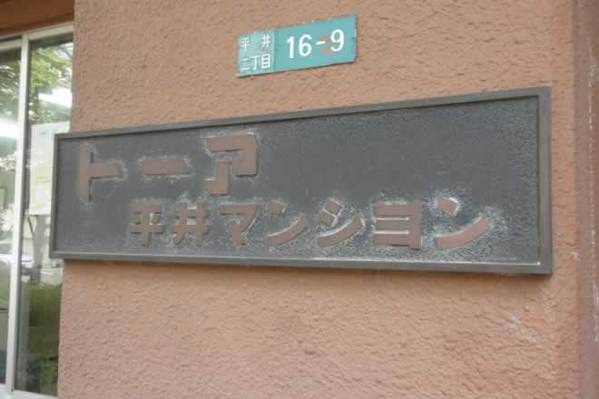 平井
二丁目 16-9
トーア
平井マンション